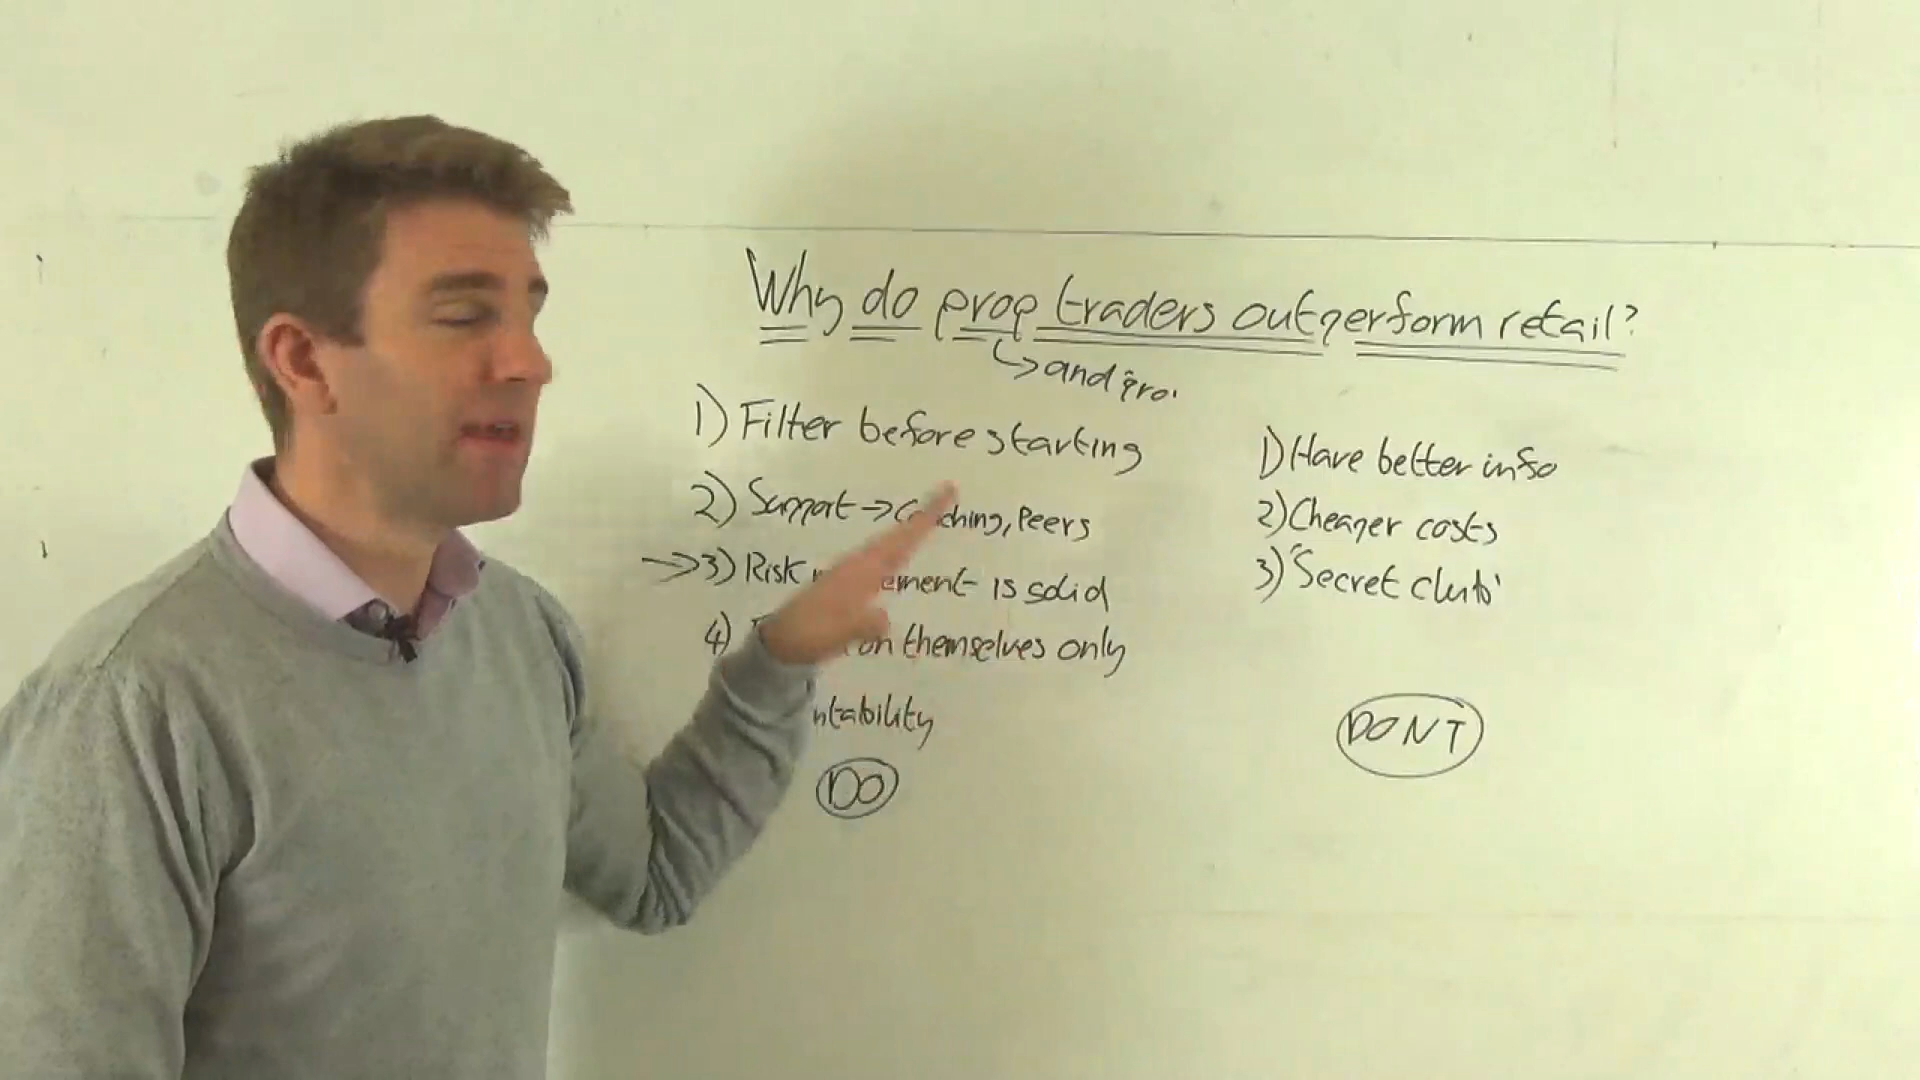 Why do prop traders outperform retail?
↳ and pro.
1) Filter before starting
2) Support → Coaching, Peers
→ 3) Risk ement is solid
4) on themselves only
ntability
DO
1) Have better info
2) Cheaper costs
3) 'Secret club'
DONT